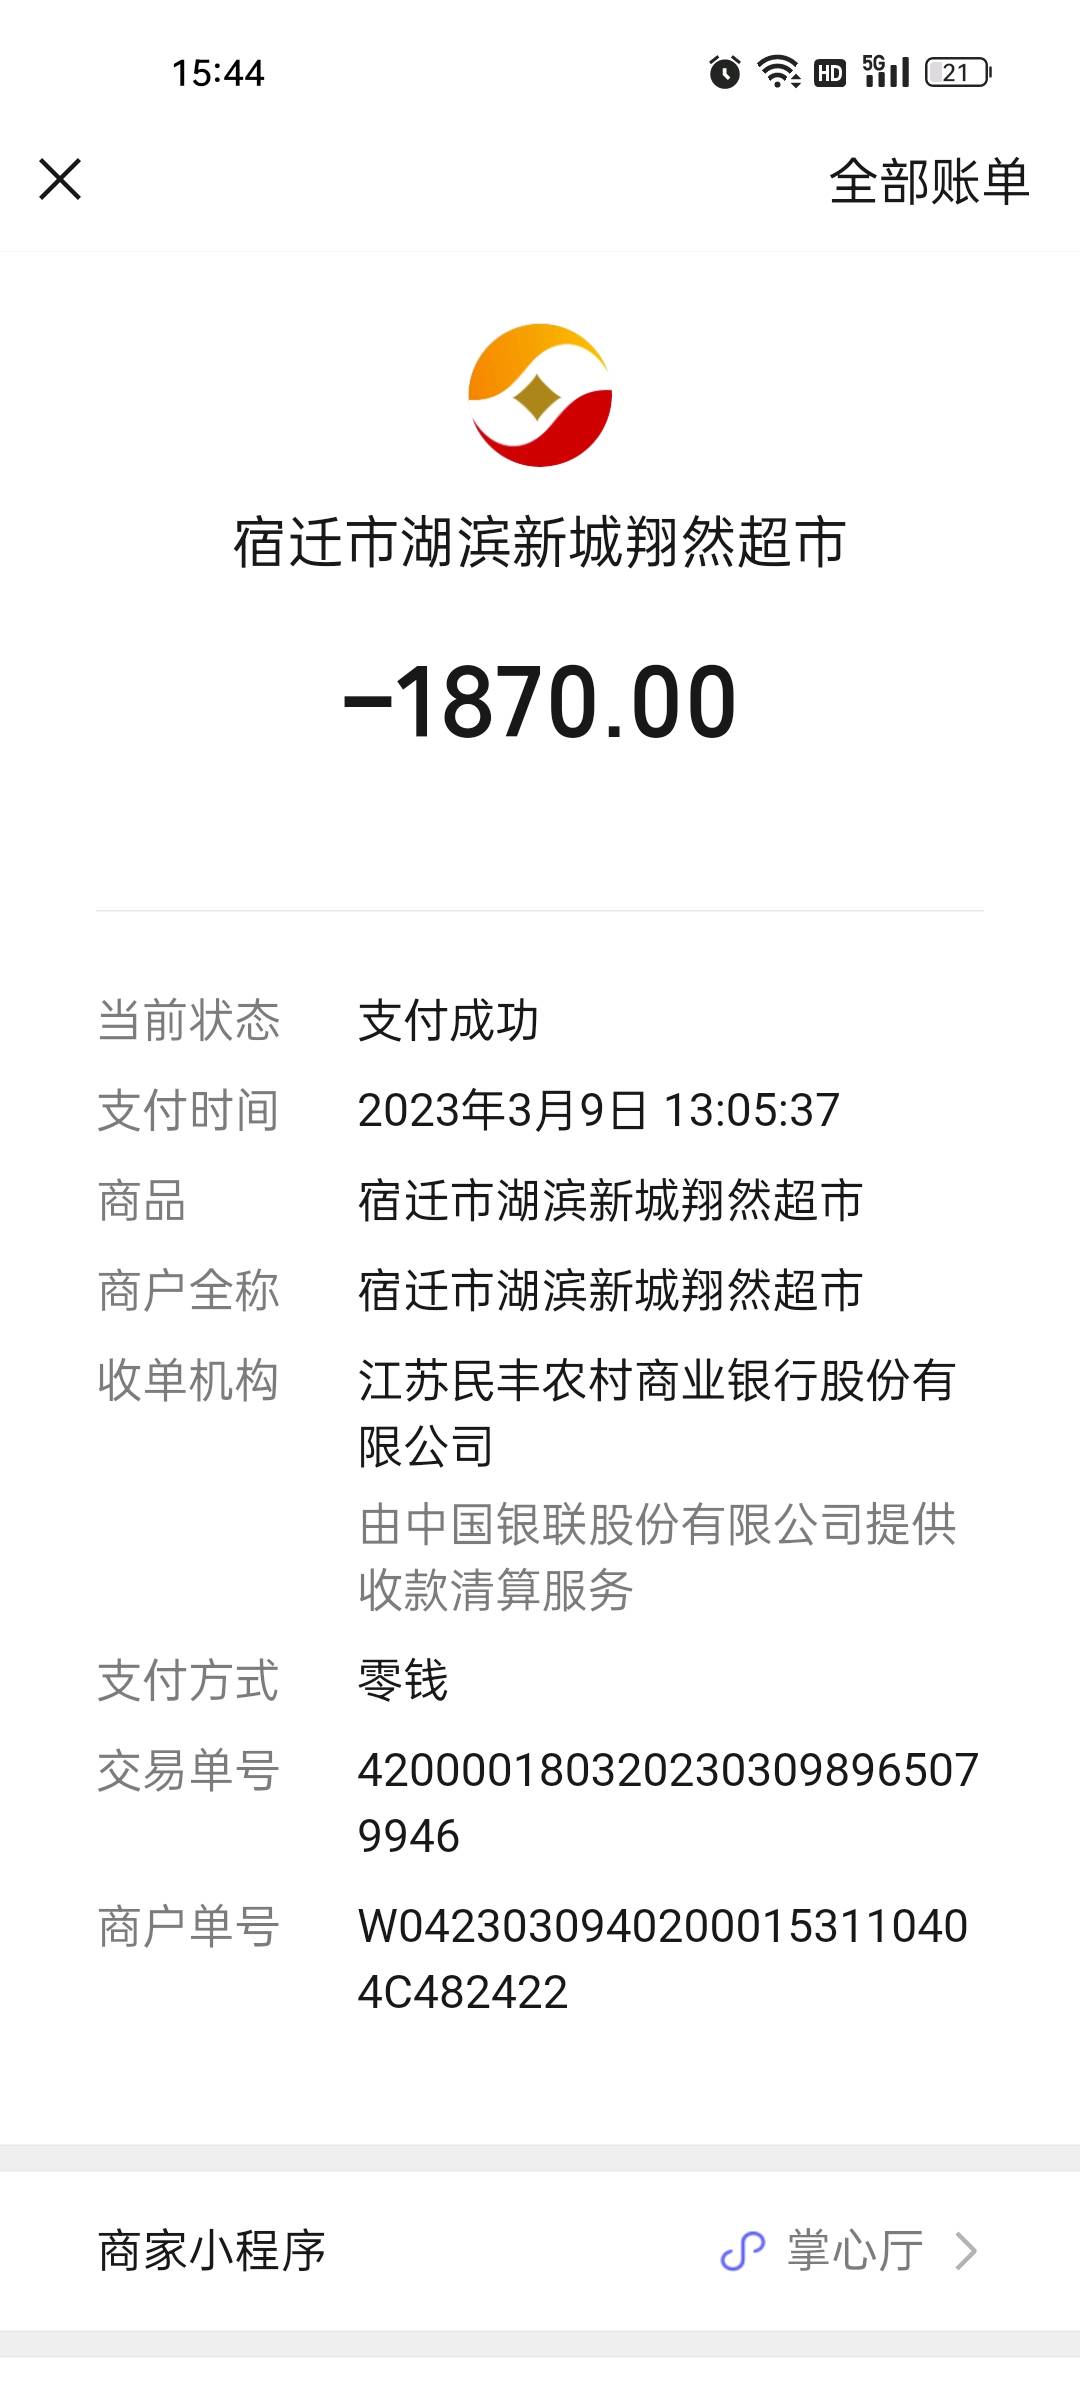 15:44
HD 5G 21
全部账单
宿迁市湖滨新城翔然超市
-1870.00
当前状态 支付成功
支付时间 2023年3月9日 13:05:37
商品 宿迁市湖滨新城翔然超市
商户全称 宿迁市湖滨新城翔然超市
收单机构 江苏民丰农村商业银行股份有
限公司
由中国银联股份有限公司提供
收款清算服务
支付方式 零钱
交易单号 420000180320230309896507
9946
商户单号 W0423030940200015311040
4C482422
商家小程序 掌心厅